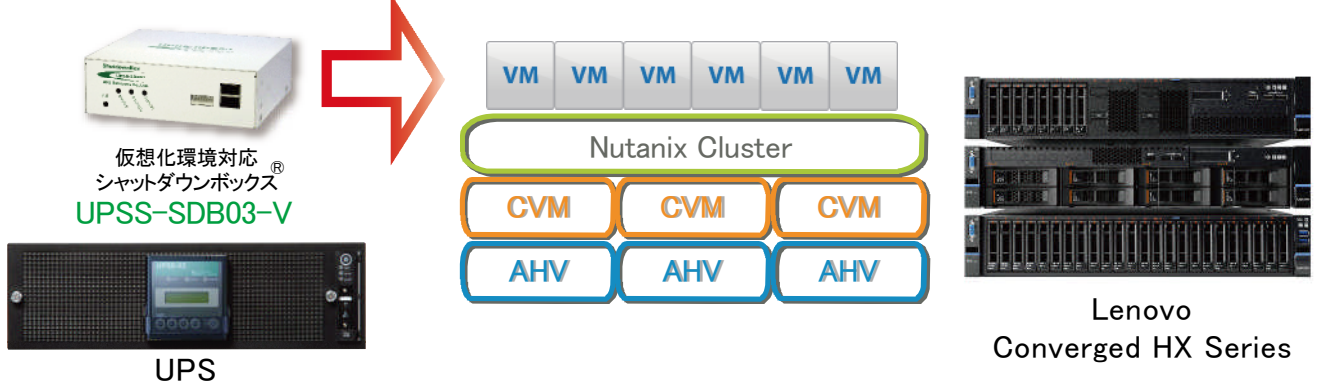 仮想化環境対応
シャットダウンボックス®
UPSS-SDB03-V
UPS
VM VM VM VM VM VM
Nutanix Cluster
CVM CVM CVM
AHV AHV AHV
Lenovo
Converged HX Series